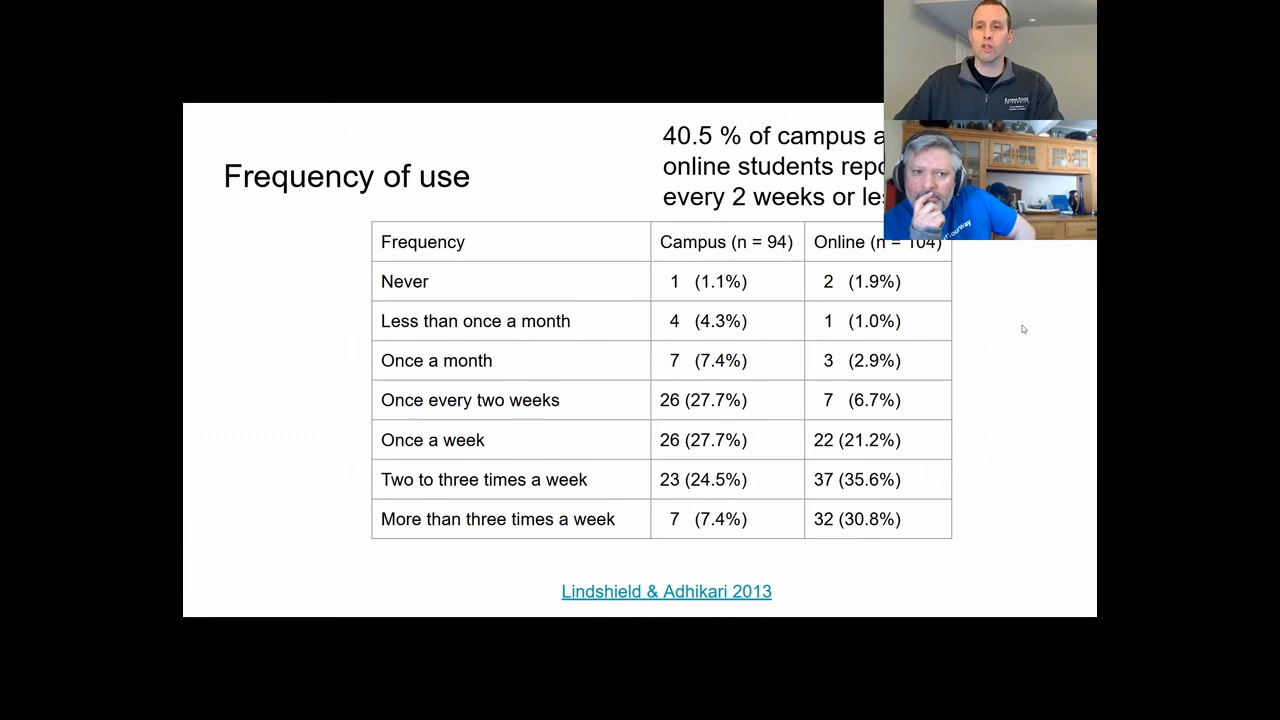 40.5 % of campus a
online students repo
every 2 weeks or le
Frequency of use
Frequency Campus (n = 94) Online (n = 104)
Never 1 (1.1%) 2 (1.9%)
Less than once a month 4 (4.3%) 1 (1.0%)
Once a month 7 (7.4%) 3 (2.9%)
Once every two weeks 26 (27.7%) 7 (6.7%)
Once a week 26 (27.7%) 22 (21.2%)
Two to three times a week 23 (24.5%) 37 (35.6%)
More than three times a week 7 (7.4%) 32 (30.8%)
Lindshield & Adhikari 2013